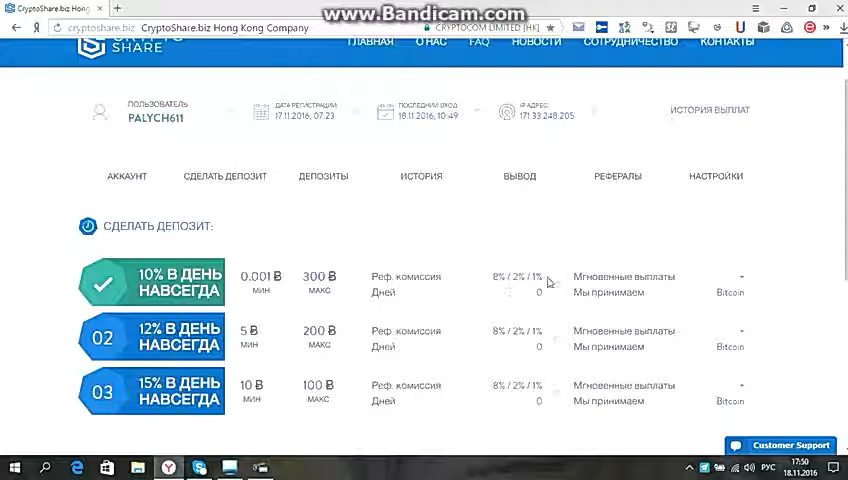 www.Bandicam.com
CryptoShare.biz Hong
cryptoshare.biz CryptoShare.biz Hong Kong Company
CRYPTOCOM LIMITED [HK]
SHARE
ГЛАВНАЯ О НАС FAQ НОВОСТИ СОТРУДНИЧЕСТВО КОНТАКТЫ
ПОЛЬЗОВАТЕЛЬ
PALYCH611
ДАТА РЕГИСТРАЦИИ:
17.11.2016, 07:23
ПОСЛЕДНИЙ ВХОД:
18.11.2016, 10:49
IP АДРЕС:
171.33.248.205
ИСТОРИЯ ВЫПЛАТ
АККАУНТ СДЕЛАТЬ ДЕПОЗИТ ДЕПОЗИТЫ ИСТОРИЯ ВЫВОД РЕФЕРАЛЫ НАСТРОЙКИ
СДЕЛАТЬ ДЕПОЗИТ:
10% В ДЕНЬ
НАВСЕГДА
0.001 Ƀ
МИН
300 Ƀ
МАКС
Реф. комиссия 8% / 2% / 1%
Дней 0
Мгновенные выплаты +
Мы принимаем Bitcoin
02
12% В ДЕНЬ
НАВСЕГДА
5 Ƀ
МИН
200 Ƀ
МАКС
Реф. комиссия 8% / 2% / 1%
Дней 0
Мгновенные выплаты +
Мы принимаем Bitcoin
03
15% В ДЕНЬ
НАВСЕГДА
10 Ƀ
МИН
100 Ƀ
МАКС
Реф. комиссия 8% / 2% / 1%
Дней 0
Мгновенные выплаты +
Мы принимаем Bitcoin
Customer Support
РУС
17:50
18.11.2016